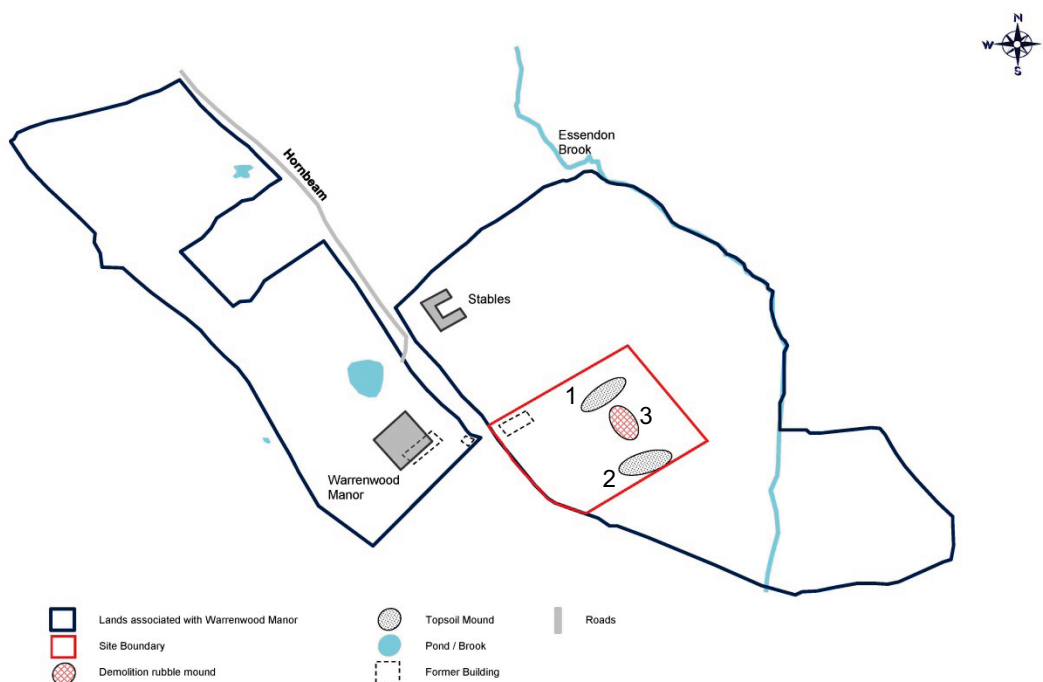 N
W
S
Essendon
Brook
Hornbeam
Stables
1
3
2
Warrenwood
Manor
Lands associated with Warrenwood Manor
Site Boundary
Demolition rubble mound
Topsoil Mound
Pond / Brook
Former Building
Roads